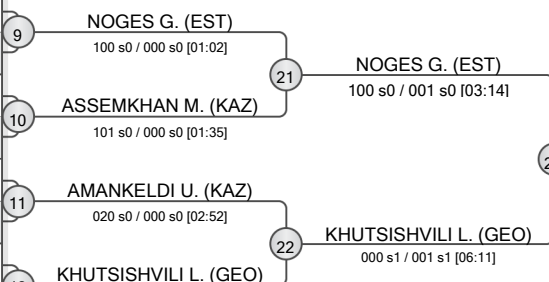 NOGES G. (EST)
9
100 s0 / 000 s0 [01:02]
NOGES G. (EST)
21
100 s0 / 001 s0 [03:14]
ASSEMKHAN M. (KAZ)
10
101 s0 / 000 s0 [01:35]
AMANKELDI U. (KAZ)
11
020 s0 / 000 s0 [02:52]
KHUTSISHVILI L. (GEO)
22
000 s1 / 001 s1 [06:11]
KHUTSISHVILI L. (GEO)